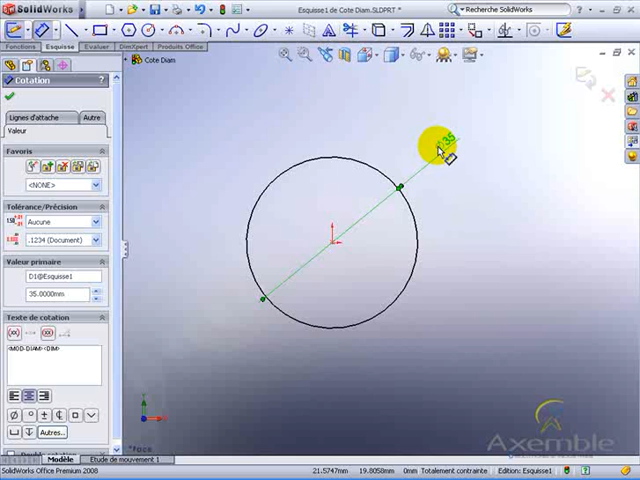 SolidWorks
Esquisse1 de Cote Diam.SLDPRT *
Recherche SolidWorks
Fonctions Esquisse Évaluer DimXpert Produits Office
Cotation ?
Cote Diam
Lignes d'attache Autre
Valeur
Favoris
<NONE>
Tolérance/Précision
Aucune
.1234 (Document)
Valeur primaire
D1@Esquisse1
35.0000mm
Texte de cotation
<MOD-DIAM><DIM>
Autres...
35
Y
*Face
Axemble
Modèle Etude de mouvement 1
SolidWorks Office Premium 2008 21.5747mm 19.8058mm 0mm Totalement contrainte Edition: Esquisse1